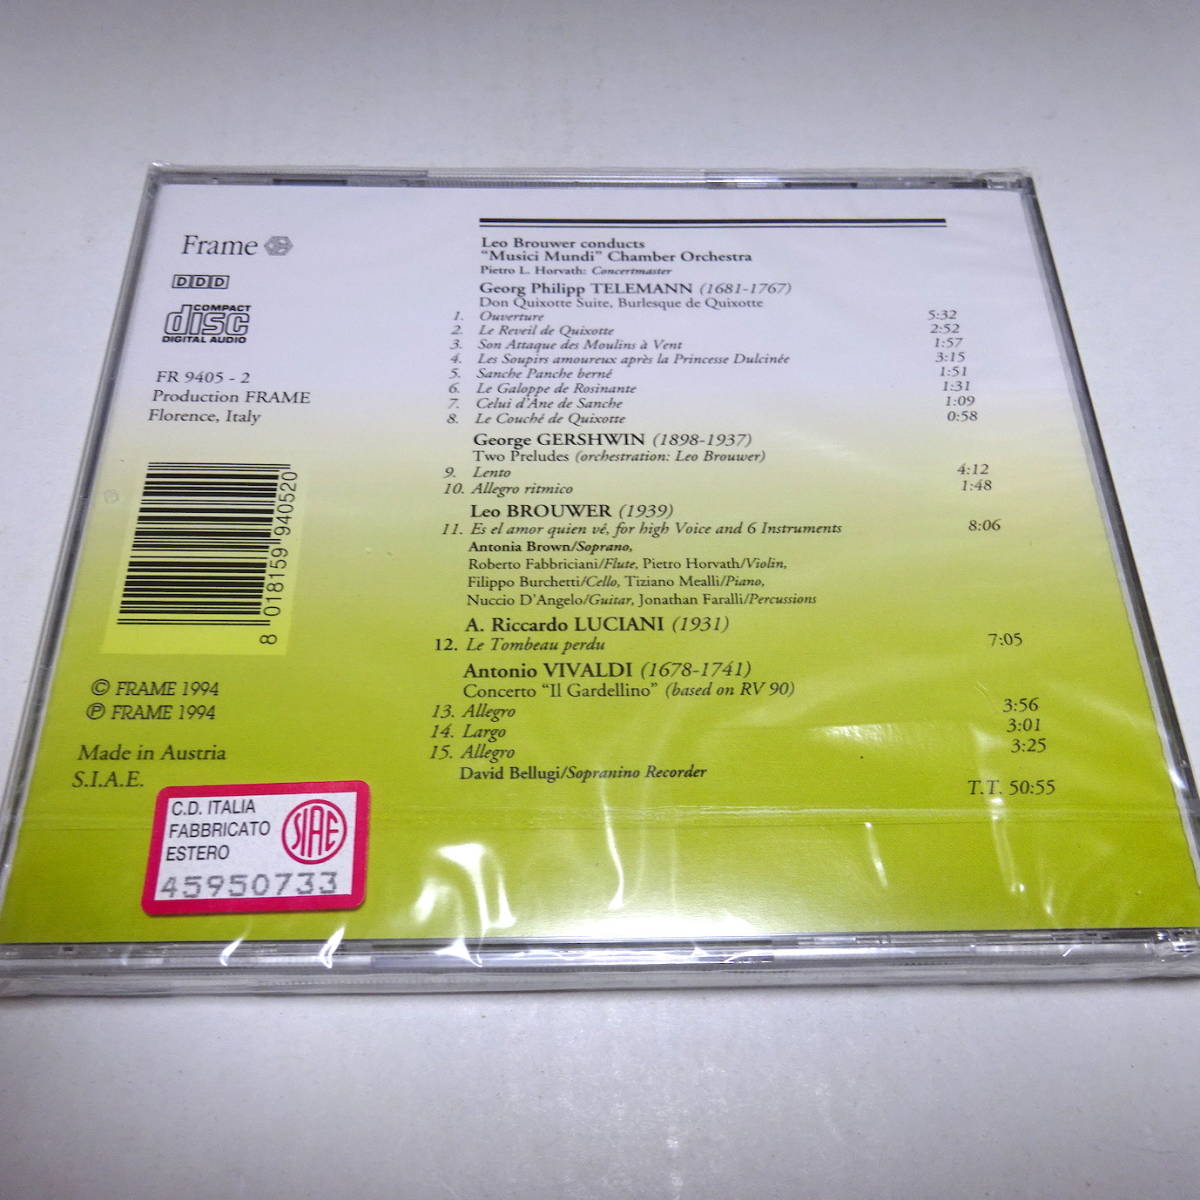 Frame
DDD
COMPACT
disc
DIGITAL AUDIO
FR 9405 - 2
Production FRAME
Florence, Italy
8 018159 940520
© FRAME 1994
℗ FRAME 1994
Made in Austria
S.I.A.E.
C.D. ITALIA
FABBRICATO
ESTERO
SIAE
45950733
Leo Brouwer conducts
"Musici Mundi" Chamber Orchestra
Pietro L. Horvath: Concertmaster
Georg Philipp TELEMANN (1681-1767)
Don Quixotte Suite, Burlesque de Quixotte
1. Ouverture 5:32
2. Le Reveil de Quixotte 2:52
3. Son Attaque des Moulins à Vent 1:57
4. Les Soupirs amoureux après la Princesse Dulcinée 3:15
5. Sanche Panche berné 1:51
6. Le Galoppe de Rosinante 1:31
7. Celui d'Ane de Sanche 1:09
8. Le Couché de Quixotte 0:58
George GERSHWIN (1898-1937)
Two Preludes (orchestration: Leo Brouwer)
9. Lento 4:12
10. Allegro ritmico 1:48
Leo BROUWER (1939)
11. Es el amor quien vé, for high Voice and 6 Instruments 8:06
Antonia Brown/Soprano,
Roberto Fabbriciani/Flute, Pietro Horvath/Violin,
Filippo Burchetti/Cello, Tiziano Mealli/Piano,
Nuccio D'Angelo/Guitar, Jonathan Faralli/Percussions
A. Riccardo LUCIANI (1931)
12. Le Tombeau perdu 7:05
Antonio VIVALDI (1678-1741)
Concerto "Il Gardellino" (based on RV 90)
13. Allegro 3:56
14. Largo 3:01
15. Allegro 3:25
David Bellugi/Sopranino Recorder
T.T. 50:55